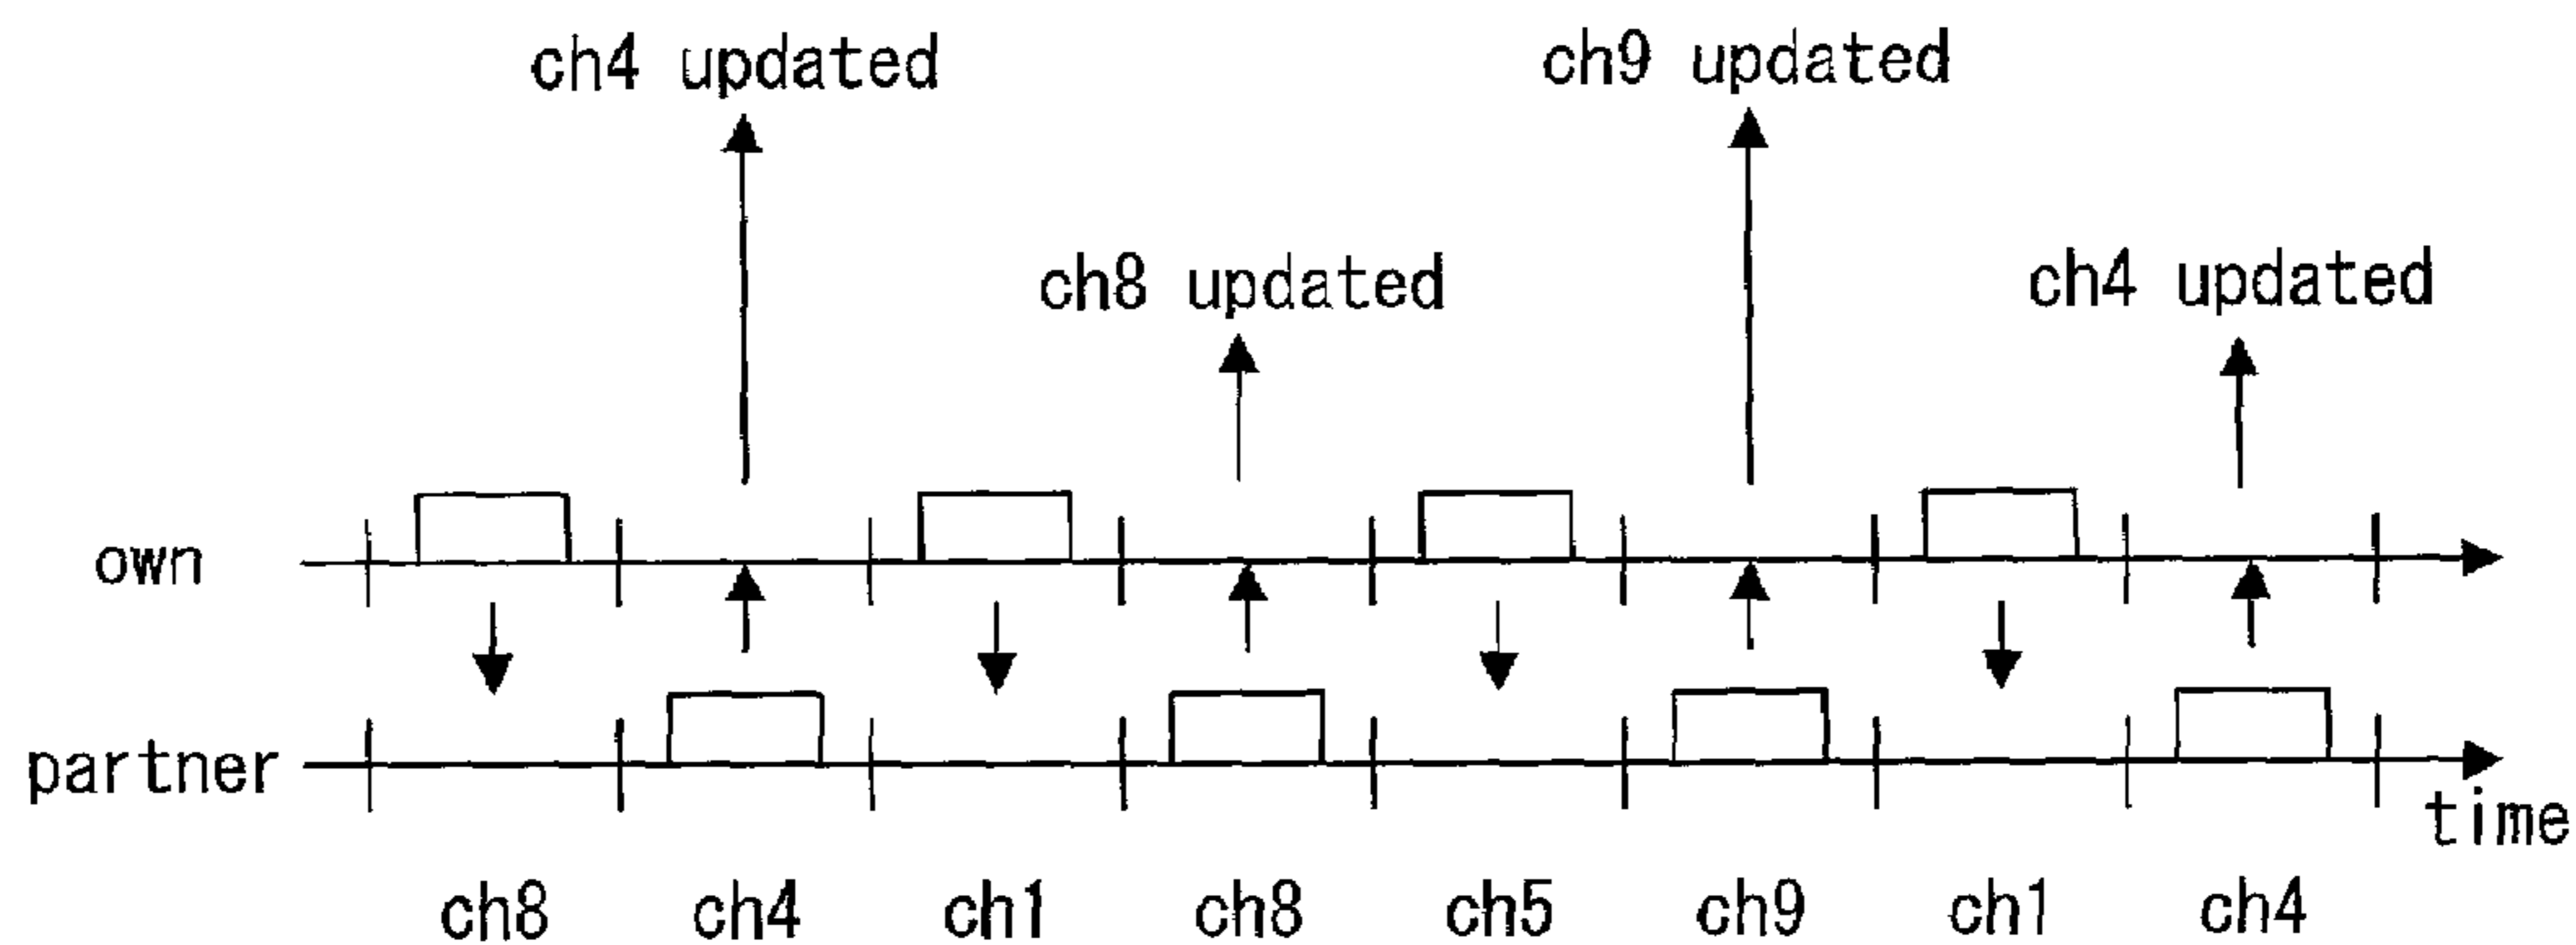 ch4 updated
ch9 updated
ch8 updated
ch4 updated
own
partner
time
ch8 ch4 ch1 ch8 ch5 ch9 ch1 ch4